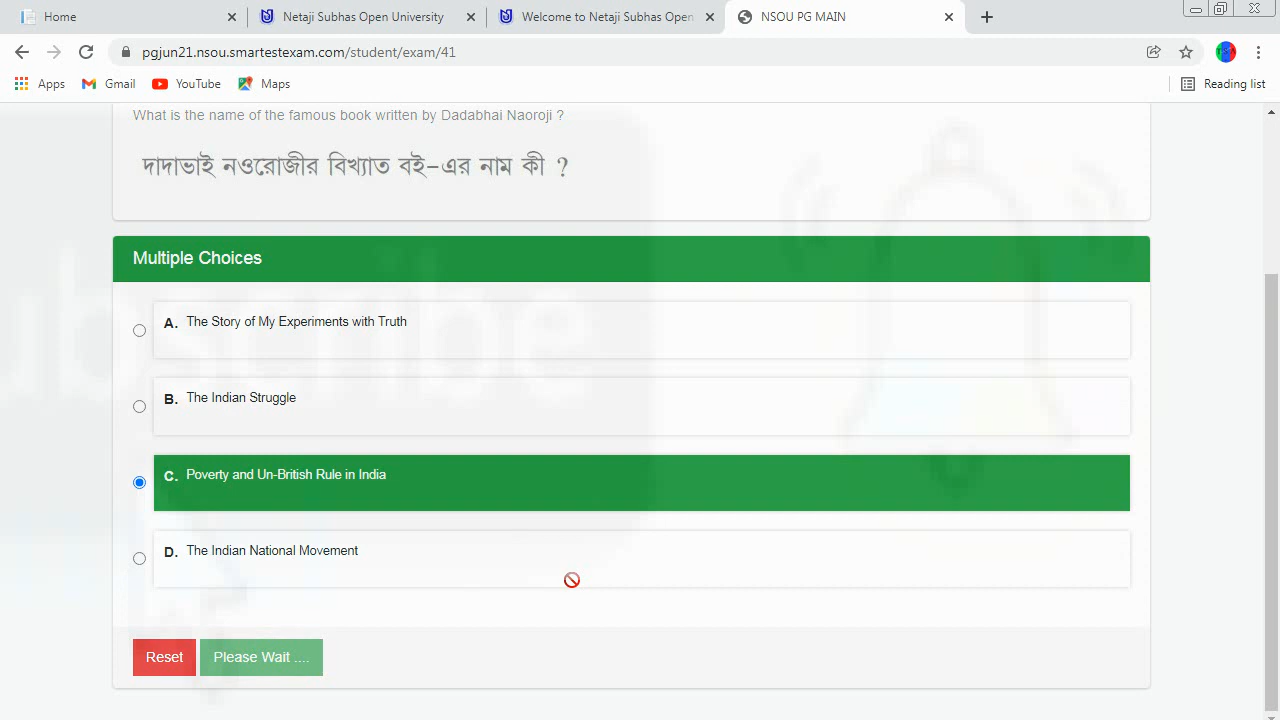 Home
Netaji Subhas Open University
Welcome to Netaji Subhas Open
NSOU PG MAIN
pgjun21.nsou.smartestexam.com/student/exam/41
Apps
Gmail
YouTube
Maps
Reading list
What is the name of the famous book written by Dadabhai Naoroji ?
দাদাভাই নওরোজীর বিখ্যাত বই-এর নাম কী ?
Multiple Choices
A. The Story of My Experiments with Truth
B. The Indian Struggle
C. Poverty and Un-British Rule in India
D. The Indian National Movement
Reset
Please Wait ....
ubscribe